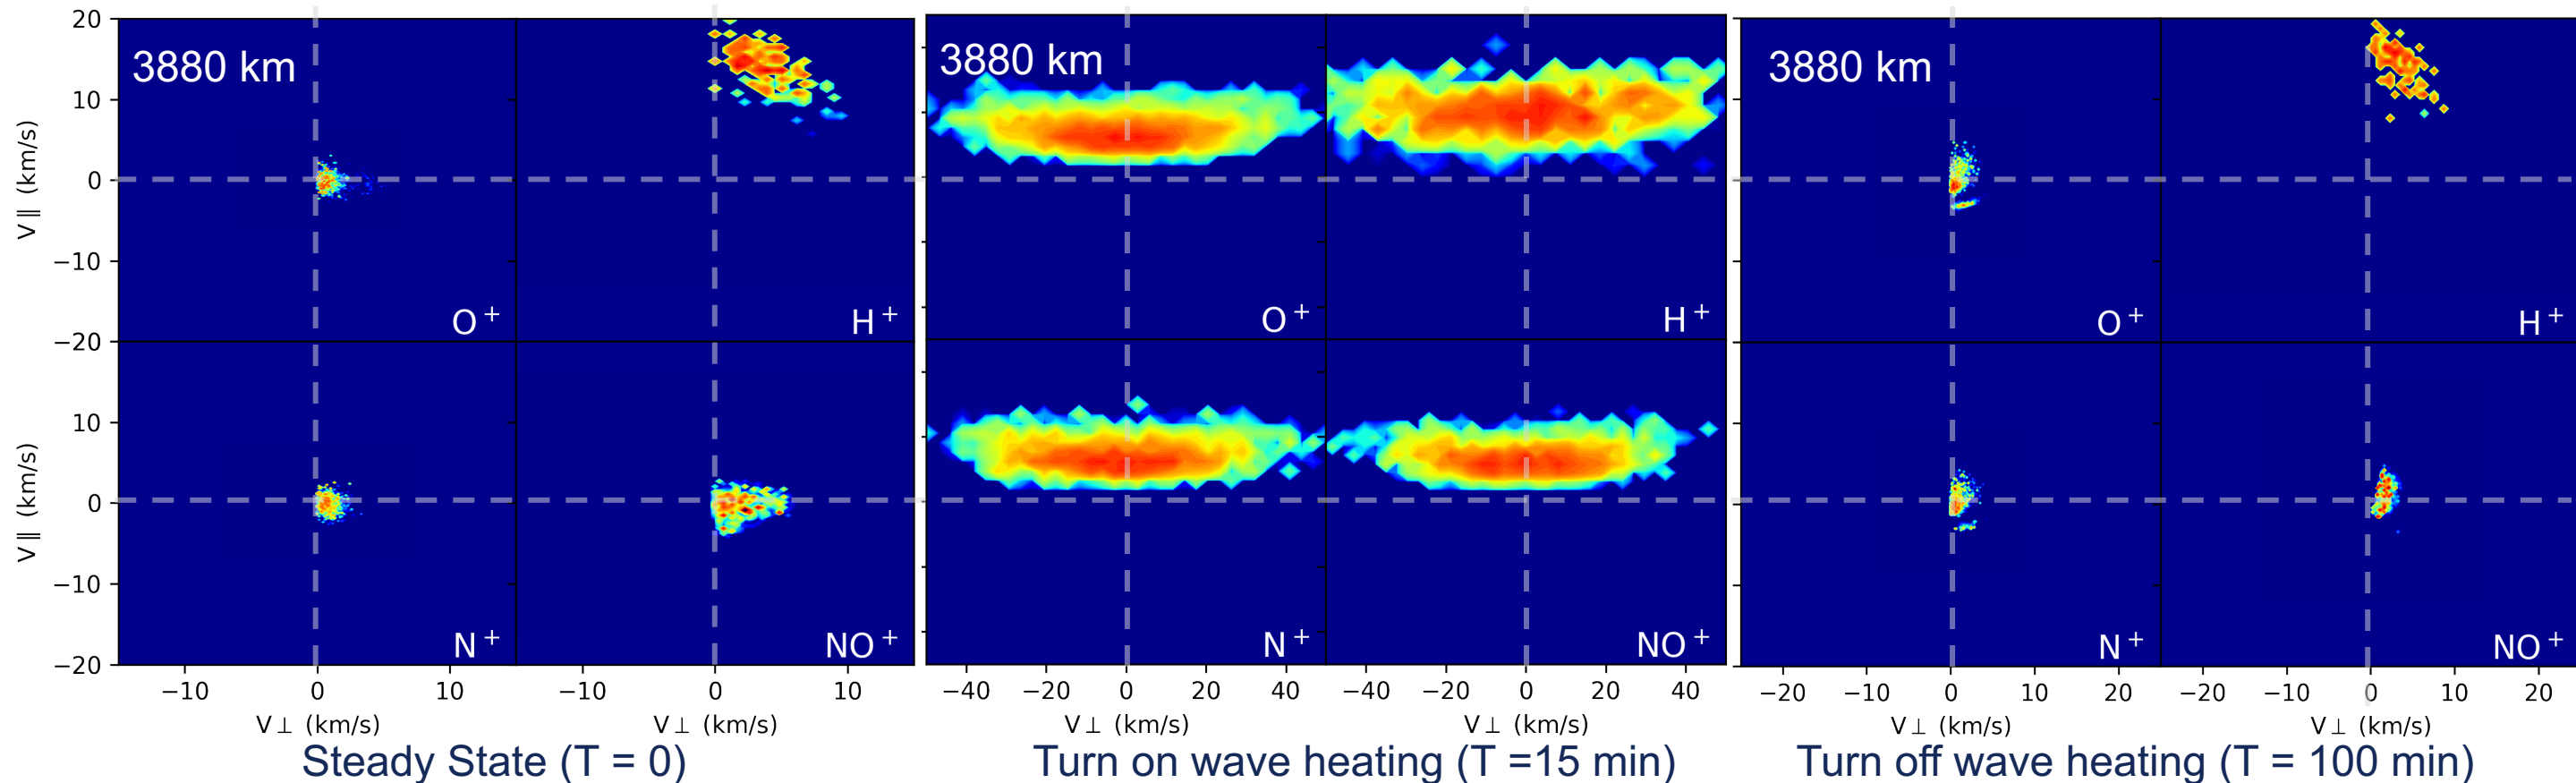 20
10
0
−10
−20
10
0
−10
−20
V ∥ (km/s)
V ∥ (km/s)
3880 km
O⁺
H⁺
N⁺
NO⁺
−10 0 10
−10 0 10
V⊥ (km/s)
V⊥ (km/s)
Steady State (T = 0)
3880 km
O⁺
H⁺
N⁺
NO⁺
−40 −20 0 20 40
−40 −20 0 20 40
V⊥ (km/s)
V⊥ (km/s)
Turn on wave heating (T =15 min)
3880 km
O⁺
H⁺
N⁺
NO⁺
−20 −10 0 10 20
−20 −10 0 10 20
V⊥ (km/s)
V⊥ (km/s)
Turn off wave heating (T = 100 min)